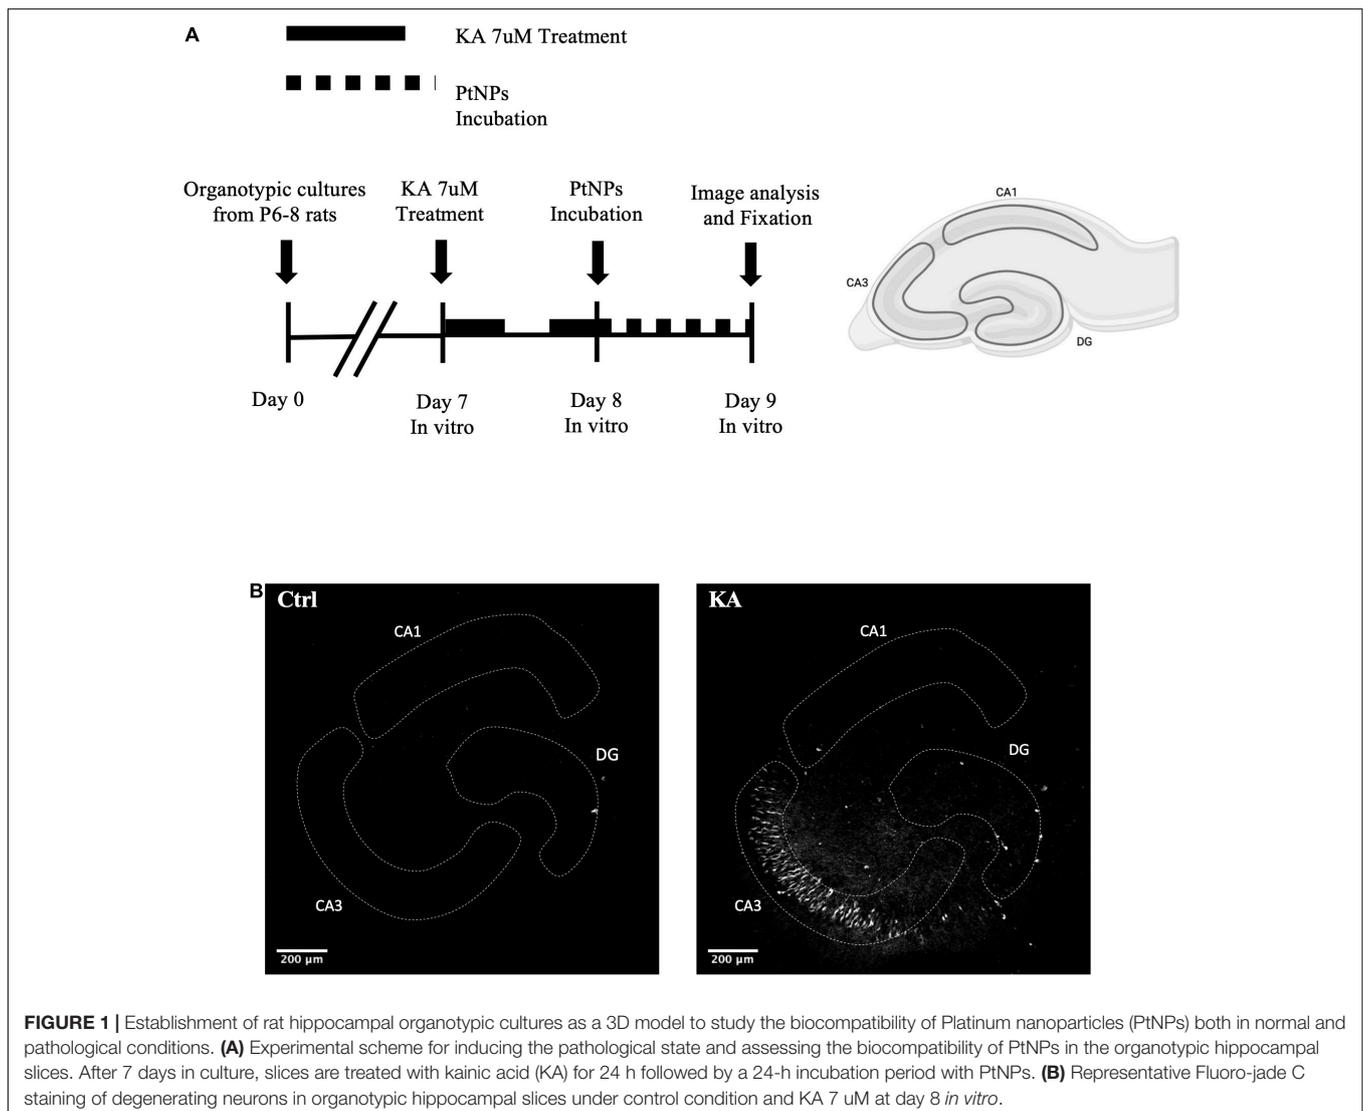 A
KA 7uM Treatment
PtNPs
Incubation
Organotypic cultures
from P6-8 rats
KA 7uM
Treatment
PtNPs
Incubation
Image analysis
and Fixation
Day 0
Day 7
In vitro
Day 8
In vitro
Day 9
In vitro
CA1
CA3
DG
B
Ctrl
CA1
DG
CA3
200 µm
KA
CA1
DG
CA3
200 µm
FIGURE 1 | Establishment of rat hippocampal organotypic cultures as a 3D model to study the biocompatibility of Platinum nanoparticles (PtNPs) both in normal and
pathological conditions. (A) Experimental scheme for inducing the pathological state and assessing the biocompatibility of PtNPs in the organotypic hippocampal
slices. After 7 days in culture, slices are treated with kainic acid (KA) for 24 h followed by a 24-h incubation period with PtNPs. (B) Representative Fluoro-jade C
staining of degenerating neurons in organotypic hippocampal slices under control condition and KA 7 uM at day 8 in vitro.